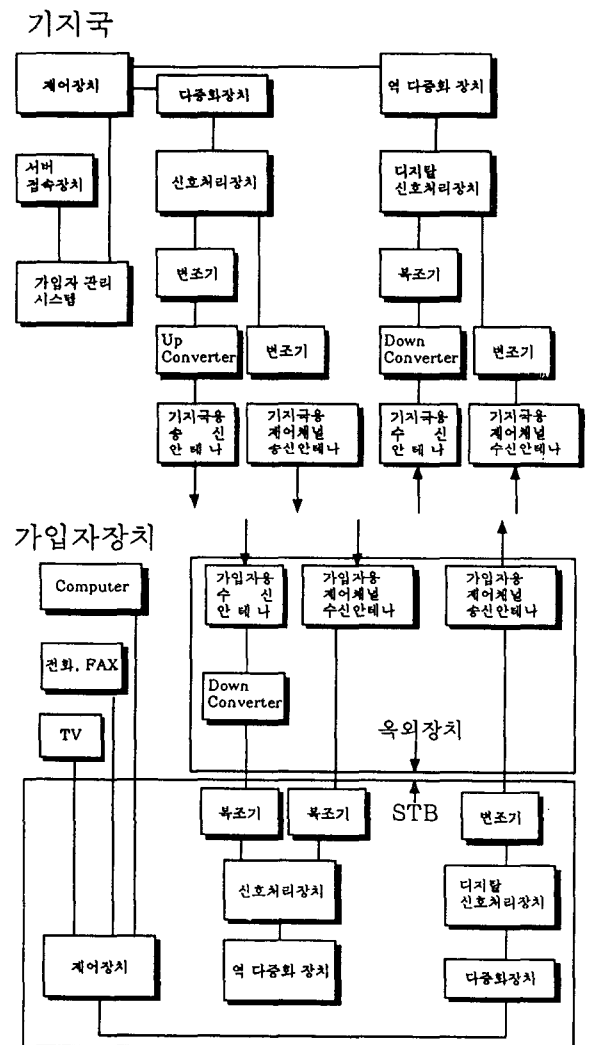 기지국
제어장치
다중화장치
역 다중화 장치
서버
접속장치
신호처리장치
디지탈
신호처리장치
가입자 관리
시스템
변조기
복조기
Up
Converter
변조기
Down
Converter
변조기
기지국용
송 신
안 테 나
기지국용
제어채널
송신안테나
기지국용
수 신
안 테 나
기지국용
제어채널
수신안테나
가입자장치
Computer
전화, FAX
TV
가입자용
수 신
안 테 나
가입자용
제어채널
수신안테나
가입자용
제어채널
송신안테나
Down
Converter
옥외장치
STB
복조기
복조기
변조기
신호처리장치
디지탈
신호처리장치
제어장치
역 다중화 장치
다중화장치